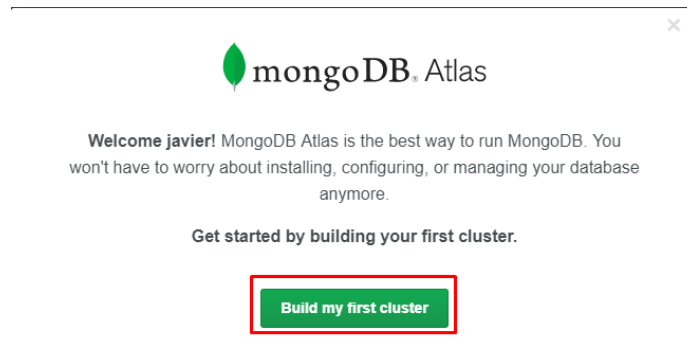 mongoDB. Atlas
Welcome javier! MongoDB Atlas is the best way to run MongoDB. You
won't have to worry about installing, configuring, or managing your database
anymore.
Get started by building your first cluster.
Build my first cluster